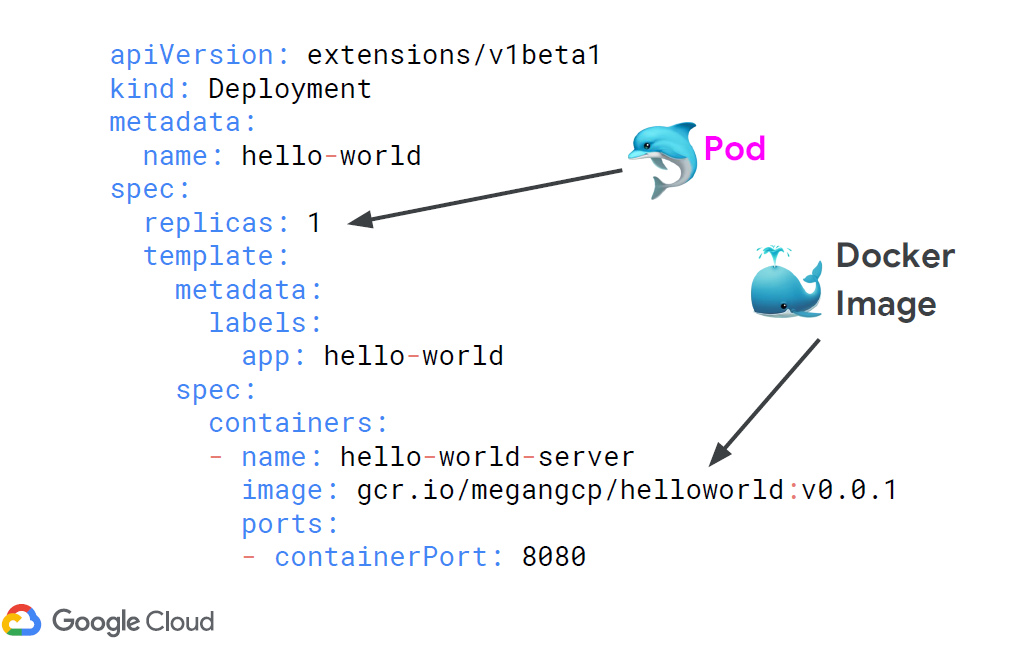 apiVersion: extensions/v1beta1
kind: Deployment
metadata:
  name: hello-world
spec:
  replicas: 1
  template:
    metadata:
      labels:
        app: hello-world
    spec:
      containers:
      - name: hello-world-server
        image: gcr.io/megangcp/helloworld:v0.0.1
        ports:
        - containerPort: 8080
Pod
Docker
Image
Google Cloud